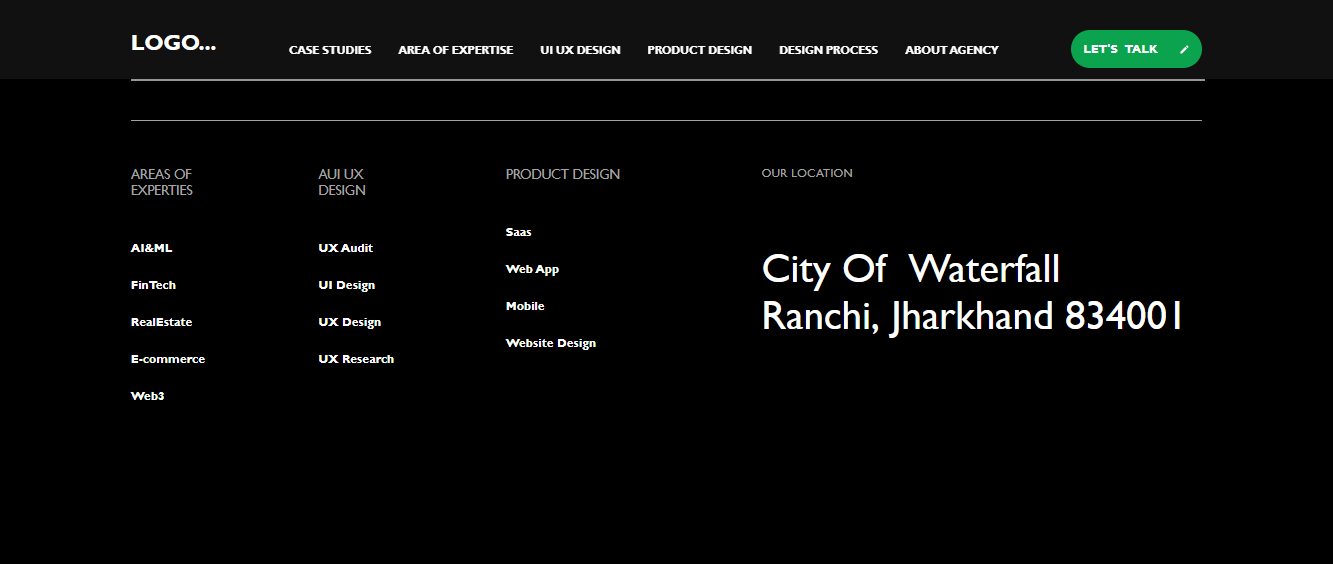 LOGO...
CASE STUDIES
AREA OF EXPERTISE
UI UX DESIGN
PRODUCT DESIGN
DESIGN PROCESS
ABOUT AGENCY
LET'S TALK
AREAS OF
EXPERTIES
AI&ML
FinTech
RealEstate
E-commerce
Web3
AUI UX
DESIGN
UX Audit
UI Design
UX Design
UX Research
PRODUCT DESIGN
Saas
Web App
Mobile
Website Design
OUR LOCATION
City Of Waterfall
Ranchi, Jharkhand 834001